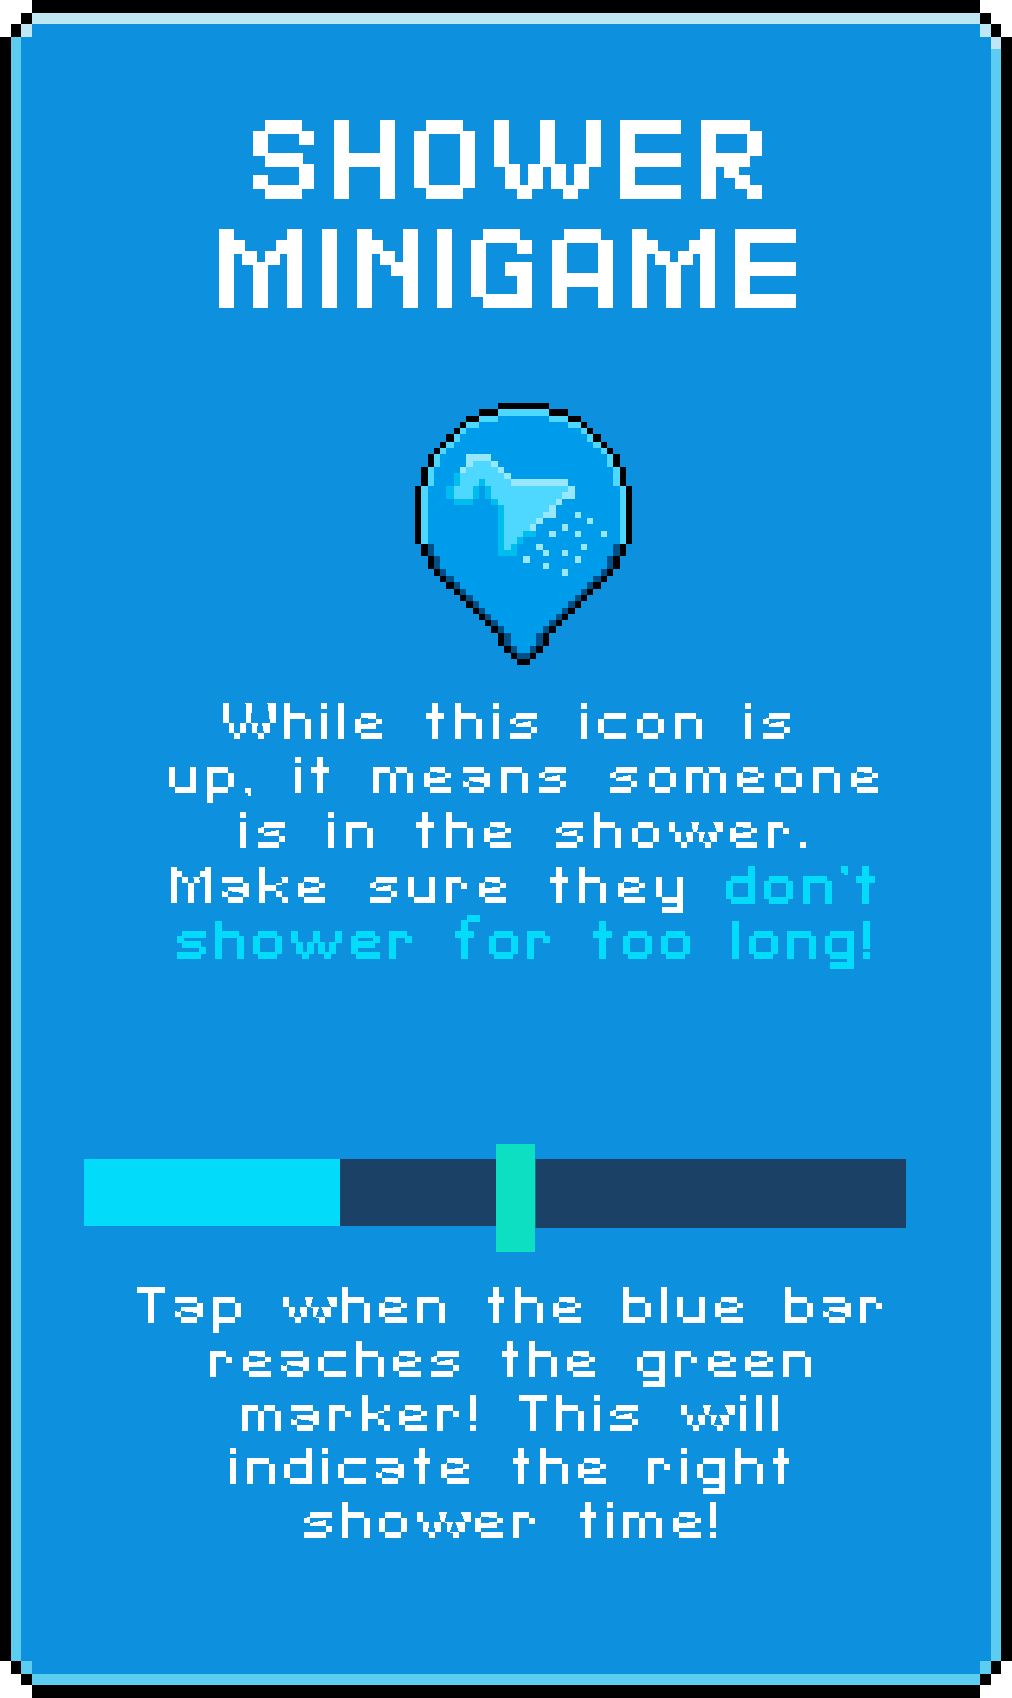 SHOWER
MINIGAME
While this icon is
up, it means someone
is in the shower.
Make sure they don't
shower for too long!
Tap when the blue bar
reaches the green
marker! This will
indicate the right
shower time!